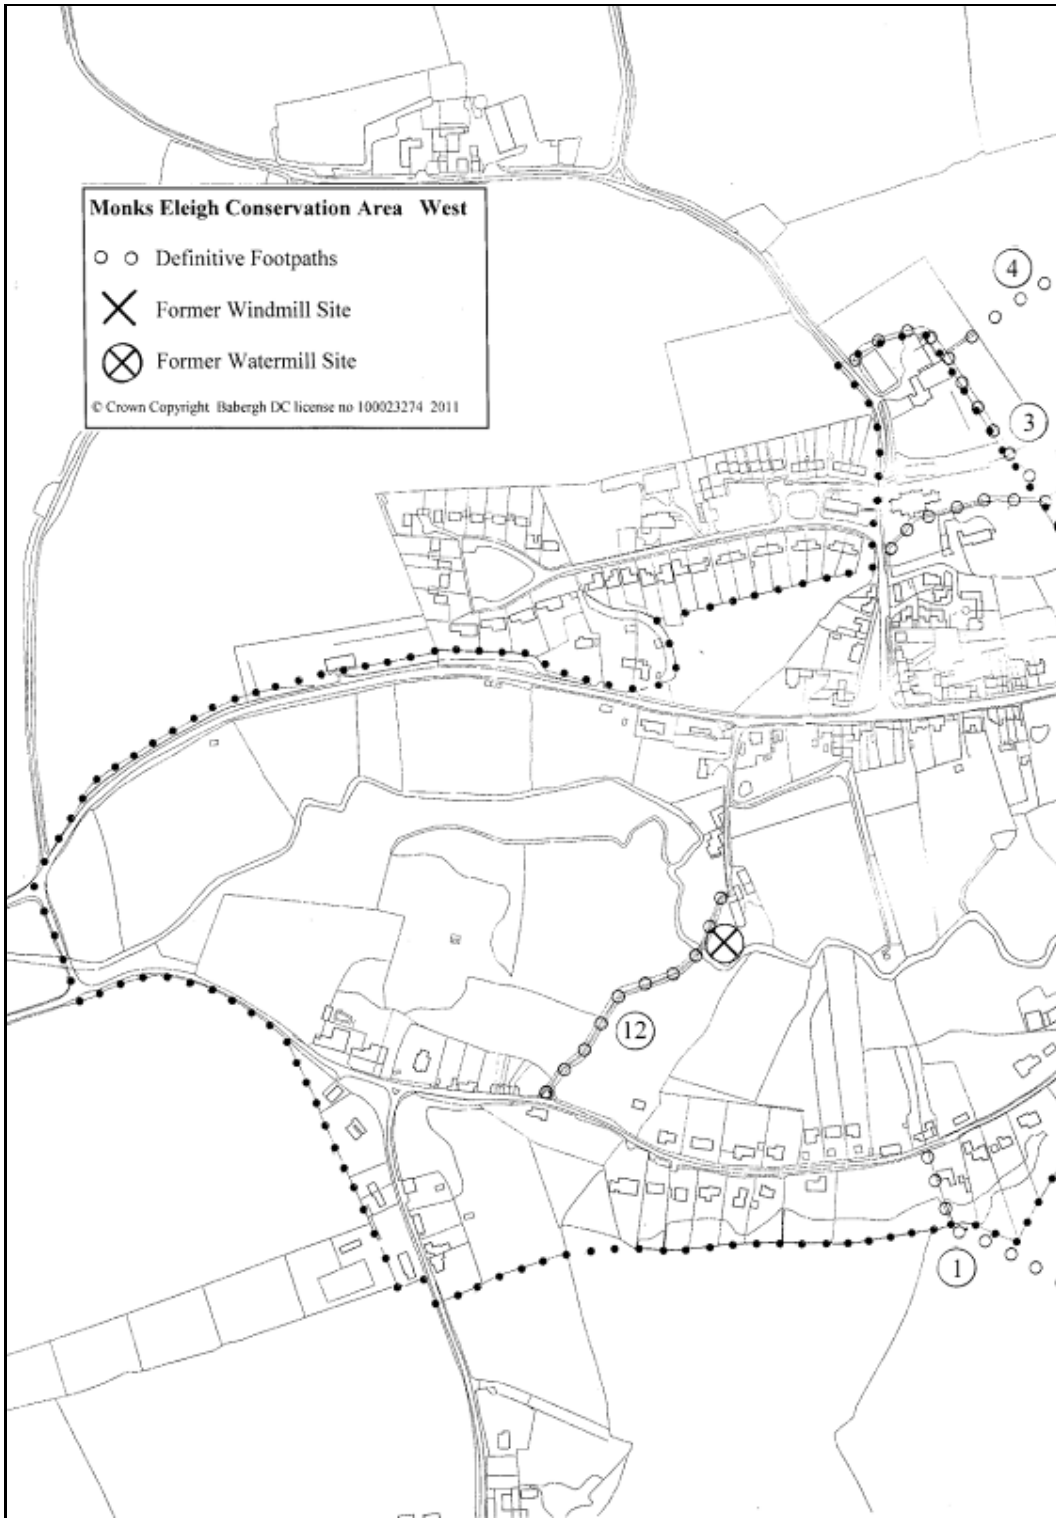 Monks Eleigh Conservation Area West
Definitive Footpaths
Former Windmill Site
Former Watermill Site
© Crown Copyright Babergh DC license no 100023274 2011
4
3
12
1